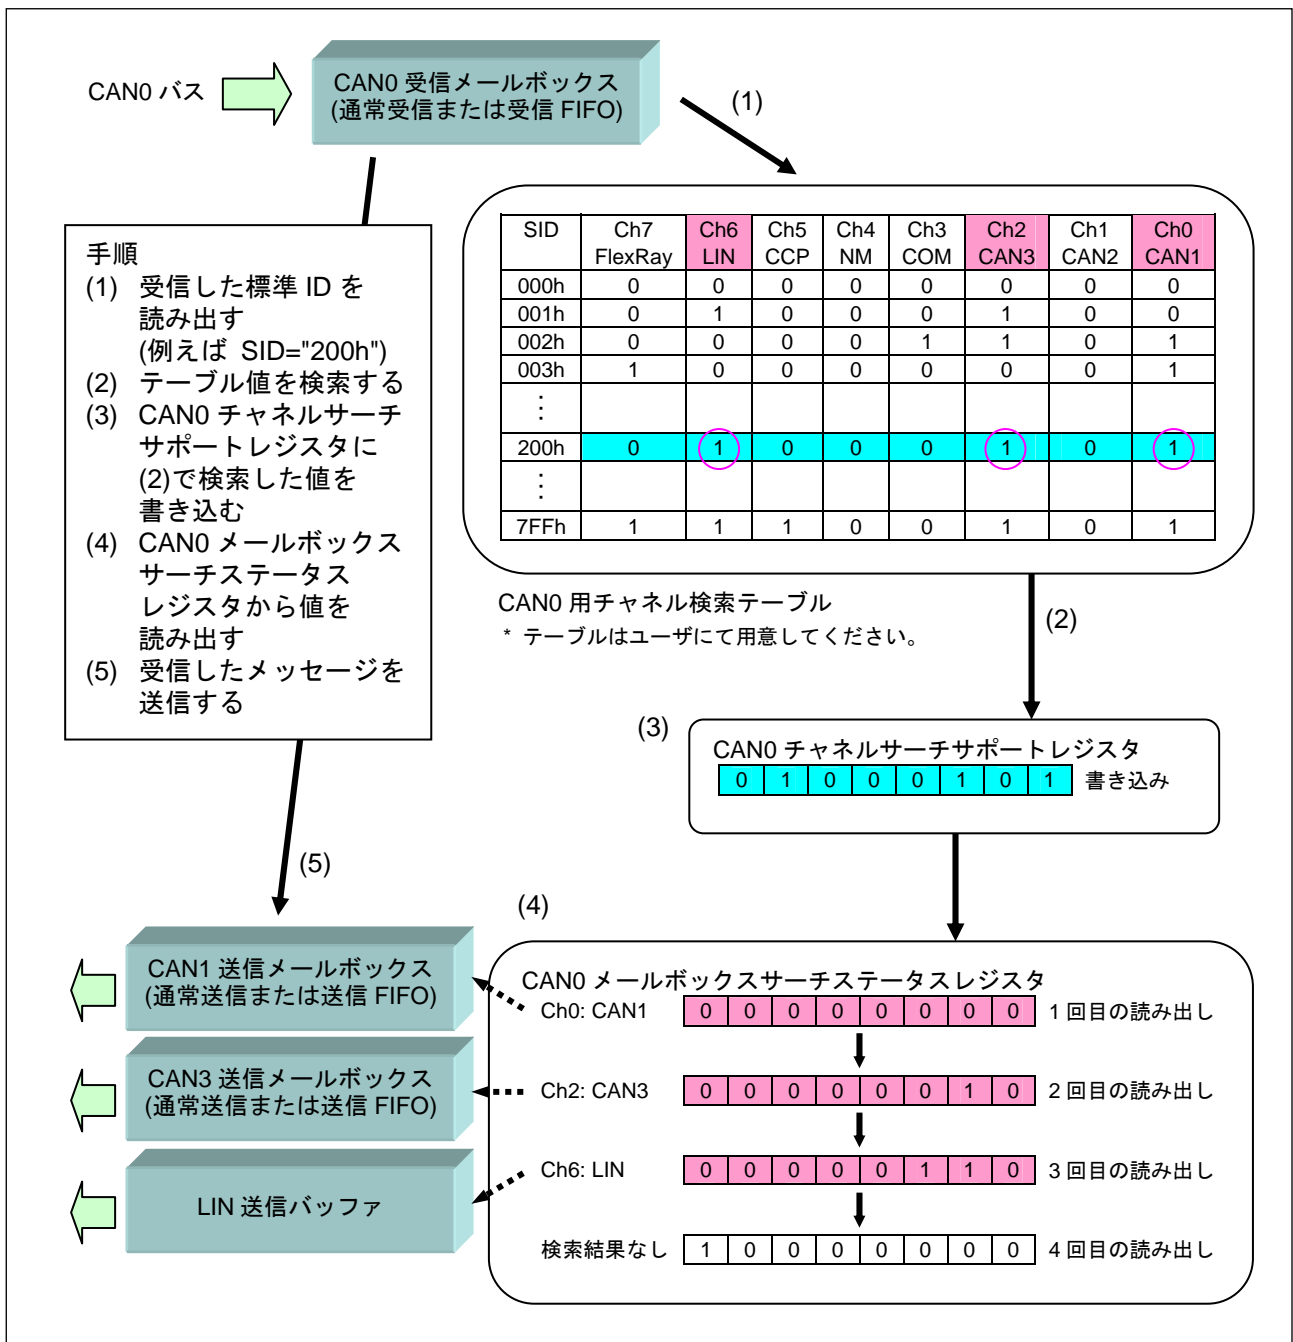 CAN0 バス
CAN0 受信メールボックス
(通常受信または受信 FIFO)
(1)
手順
(1) 受信した標準 ID を
読み出す
(例えば SID="200h")
(2) テーブル値を検索する
(3) CAN0 チャネルサーチ
サポートレジスタに
(2)で検索した値を
書き込む
(4) CAN0 メールボックス
サーチステータス
レジスタから値を
読み出す
(5) 受信したメッセージを
送信する
SID Ch7 Ch6 Ch5 Ch4 Ch3 Ch2 Ch1 Ch0
FlexRay LIN CCP NM COM CAN3 CAN2 CAN1
000h 0 0 0 0 0 0 0 0
001h 0 1 0 0 0 1 0 0
002h 0 0 0 0 1 1 0 1
003h 1 0 0 0 0 0 0 1
⋮
200h 0 1 0 0 0 1 0 1
⋮
7FFh 1 1 1 0 0 1 0 1
CAN0 用チャネル検索テーブル
* テーブルはユーザにて用意してください。
(2)
(3)
CAN0 チャネルサーチサポートレジスタ
0 1 0 0 0 1 0 1 書き込み
(5)
(4)
CAN1 送信メールボックス
(通常送信または送信 FIFO)
CAN3 送信メールボックス
(通常送信または送信 FIFO)
LIN 送信バッファ
CAN0 メールボックスサーチステータスレジスタ
Ch0: CAN1 0 0 0 0 0 0 0 0 1 回目の読み出し
Ch2: CAN3 0 0 0 0 0 0 1 0 2 回目の読み出し
Ch6: LIN 0 0 0 0 0 1 1 0 3 回目の読み出し
検索結果なし 1 0 0 0 0 0 0 0 4 回目の読み出し